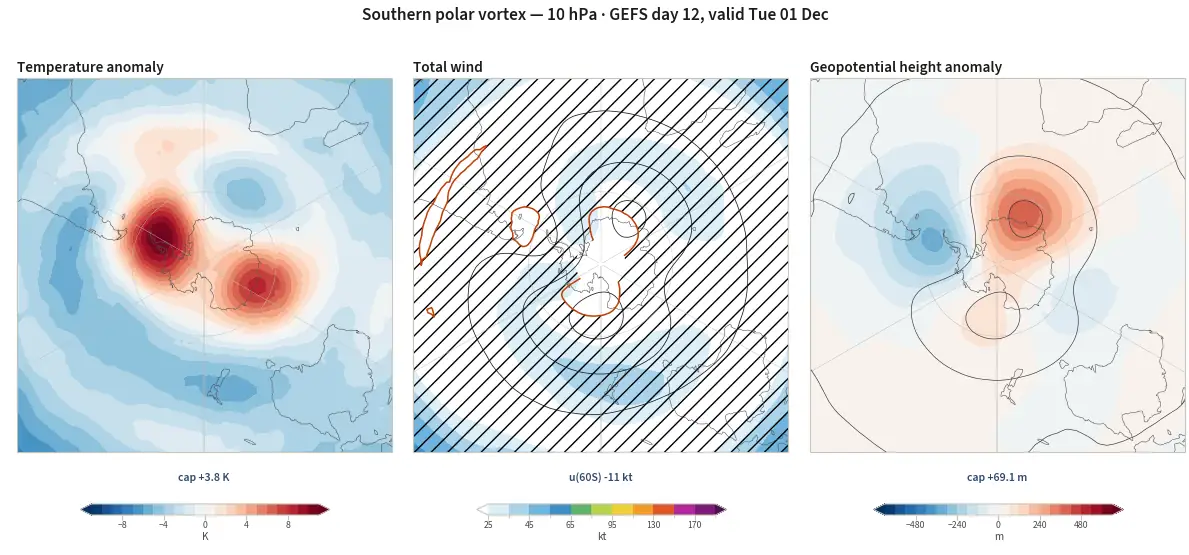 Southern polar vortex — 10 hPa · GEFS day 12, valid Tue 01 Dec
Temperature anomaly
Total wind
Geopotential height anomaly
cap +3.8 K
u(60S) -11 kt
cap +69.1 m
−8 −4 0 4 8
K
25 45 65 95 130 170
kt
−480 −240 0 240 480
m